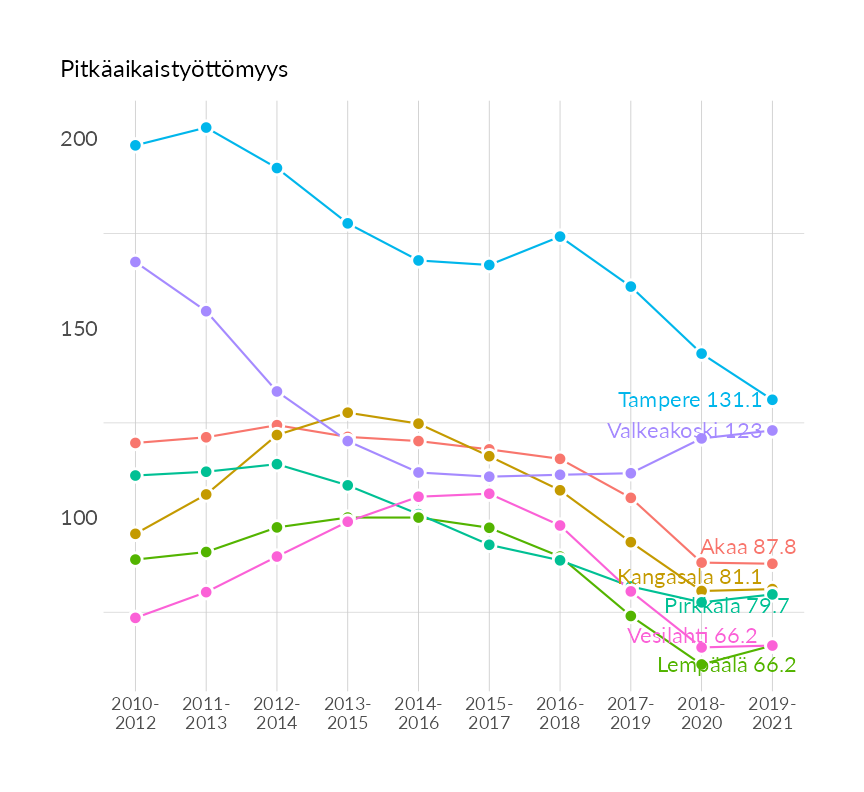 Pitkäaikaistyöttömyys
200
150
100
Tampere 131.1
Valkeakoski 123
Akaa 87.8
Kangasala 81.1
Pirkkala 79.7
Vesilahti 66.2
Lempäälä 66.2
2010-
2012
2011-
2013
2012-
2014
2013-
2015
2014-
2016
2015-
2017
2016-
2018
2017-
2019
2018-
2020
2019-
2021